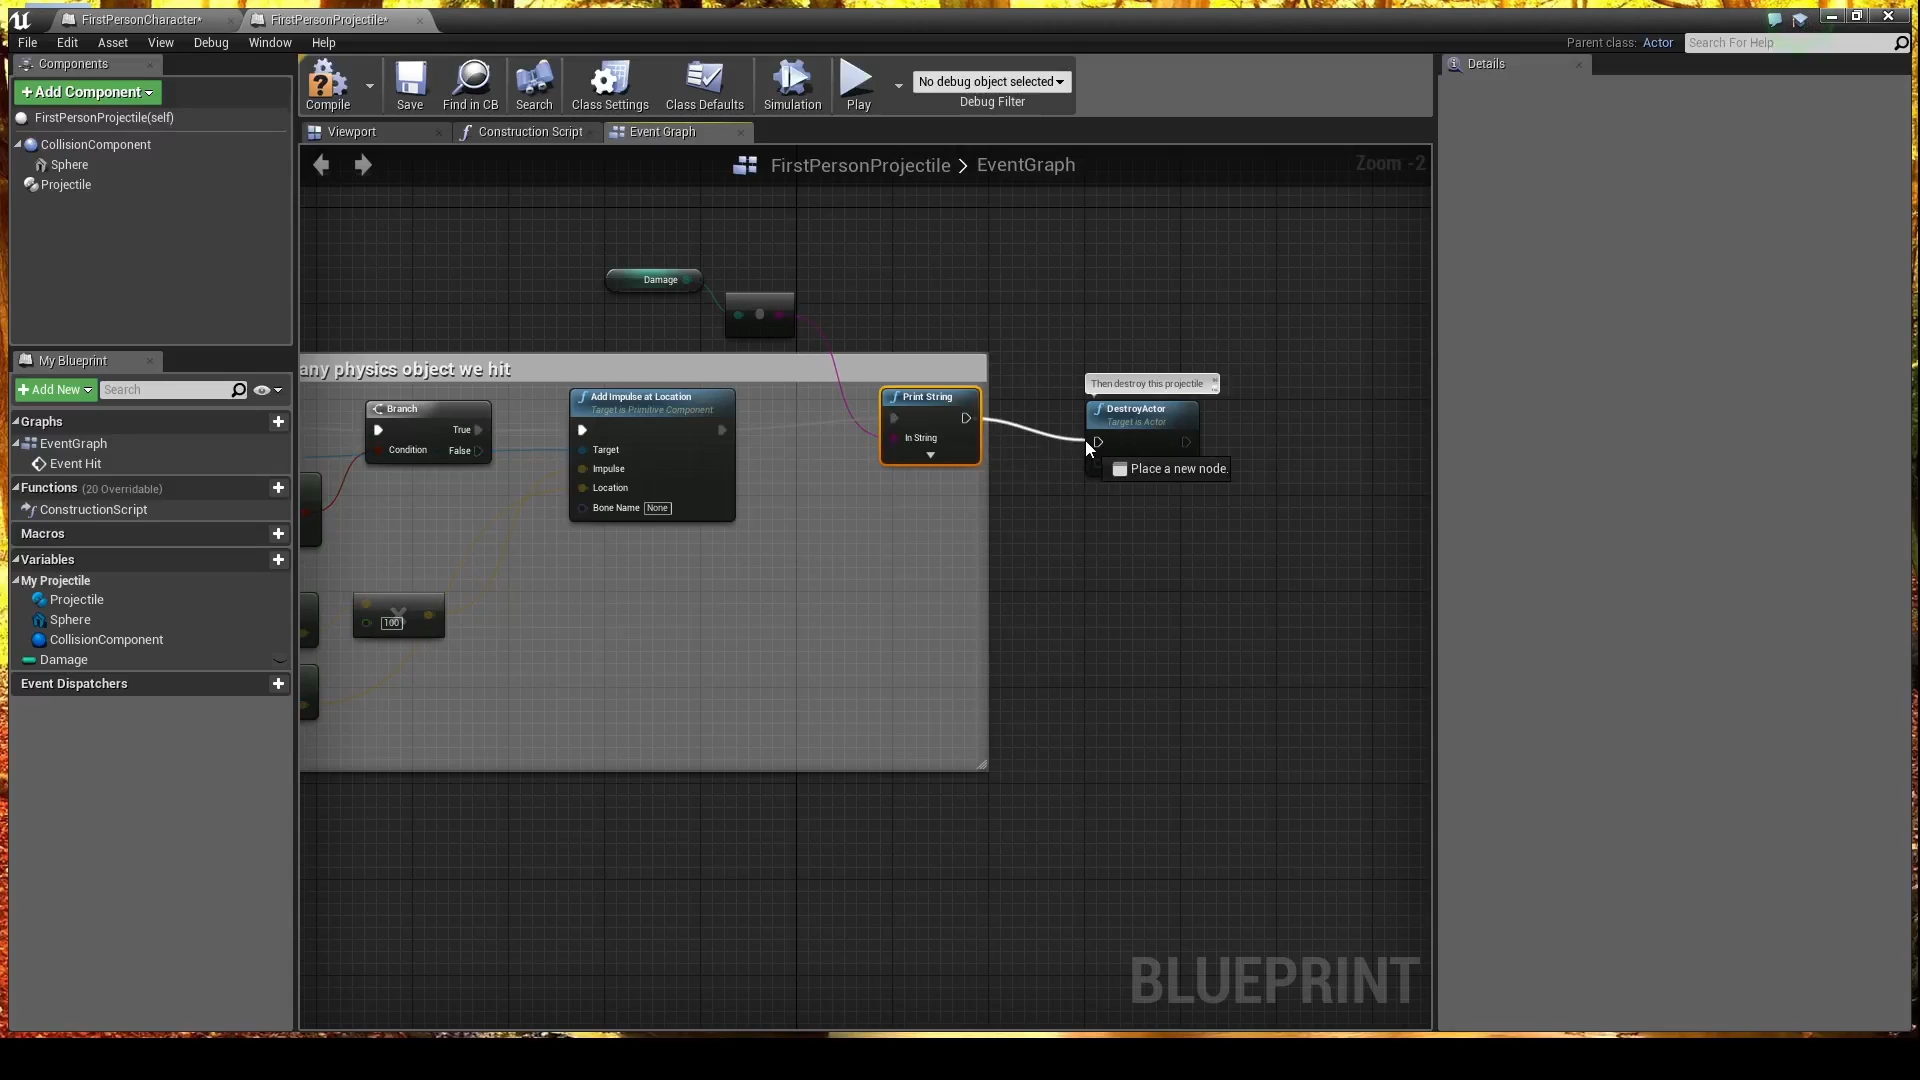 FirstPersonCharacter*
FirstPersonProjectile*
File
Edit
Asset
View
Debug
Window
Help
Parent class:
Actor
Search For Help
Components
+ Add Component
FirstPersonProjectile(self)
CollisionComponent
Sphere
Projectile
Compile
Save
Find in CB
Search
Class Settings
Class Defaults
Simulation
Play
No debug object selected
Debug Filter
Details
Viewport
Construction Script
Event Graph
FirstPersonProjectile > EventGraph
Zoom -2
Damage
any physics object we hit
Branch
True
Condition
False
Add Impulse at Location
Target is Primitive Component
Target
Impulse
Location
Bone Name
None
Print String
In String
Then destroy this projectile
DestroyActor
Target is Actor
Place a new node.
100
BLUEPRINT
My Blueprint
+ Add New
Search
Graphs
EventGraph
Event Hit
Functions (20 Overridable)
ConstructionScript
Macros
Variables
My Projectile
Projectile
Sphere
CollisionComponent
Damage
Event Dispatchers